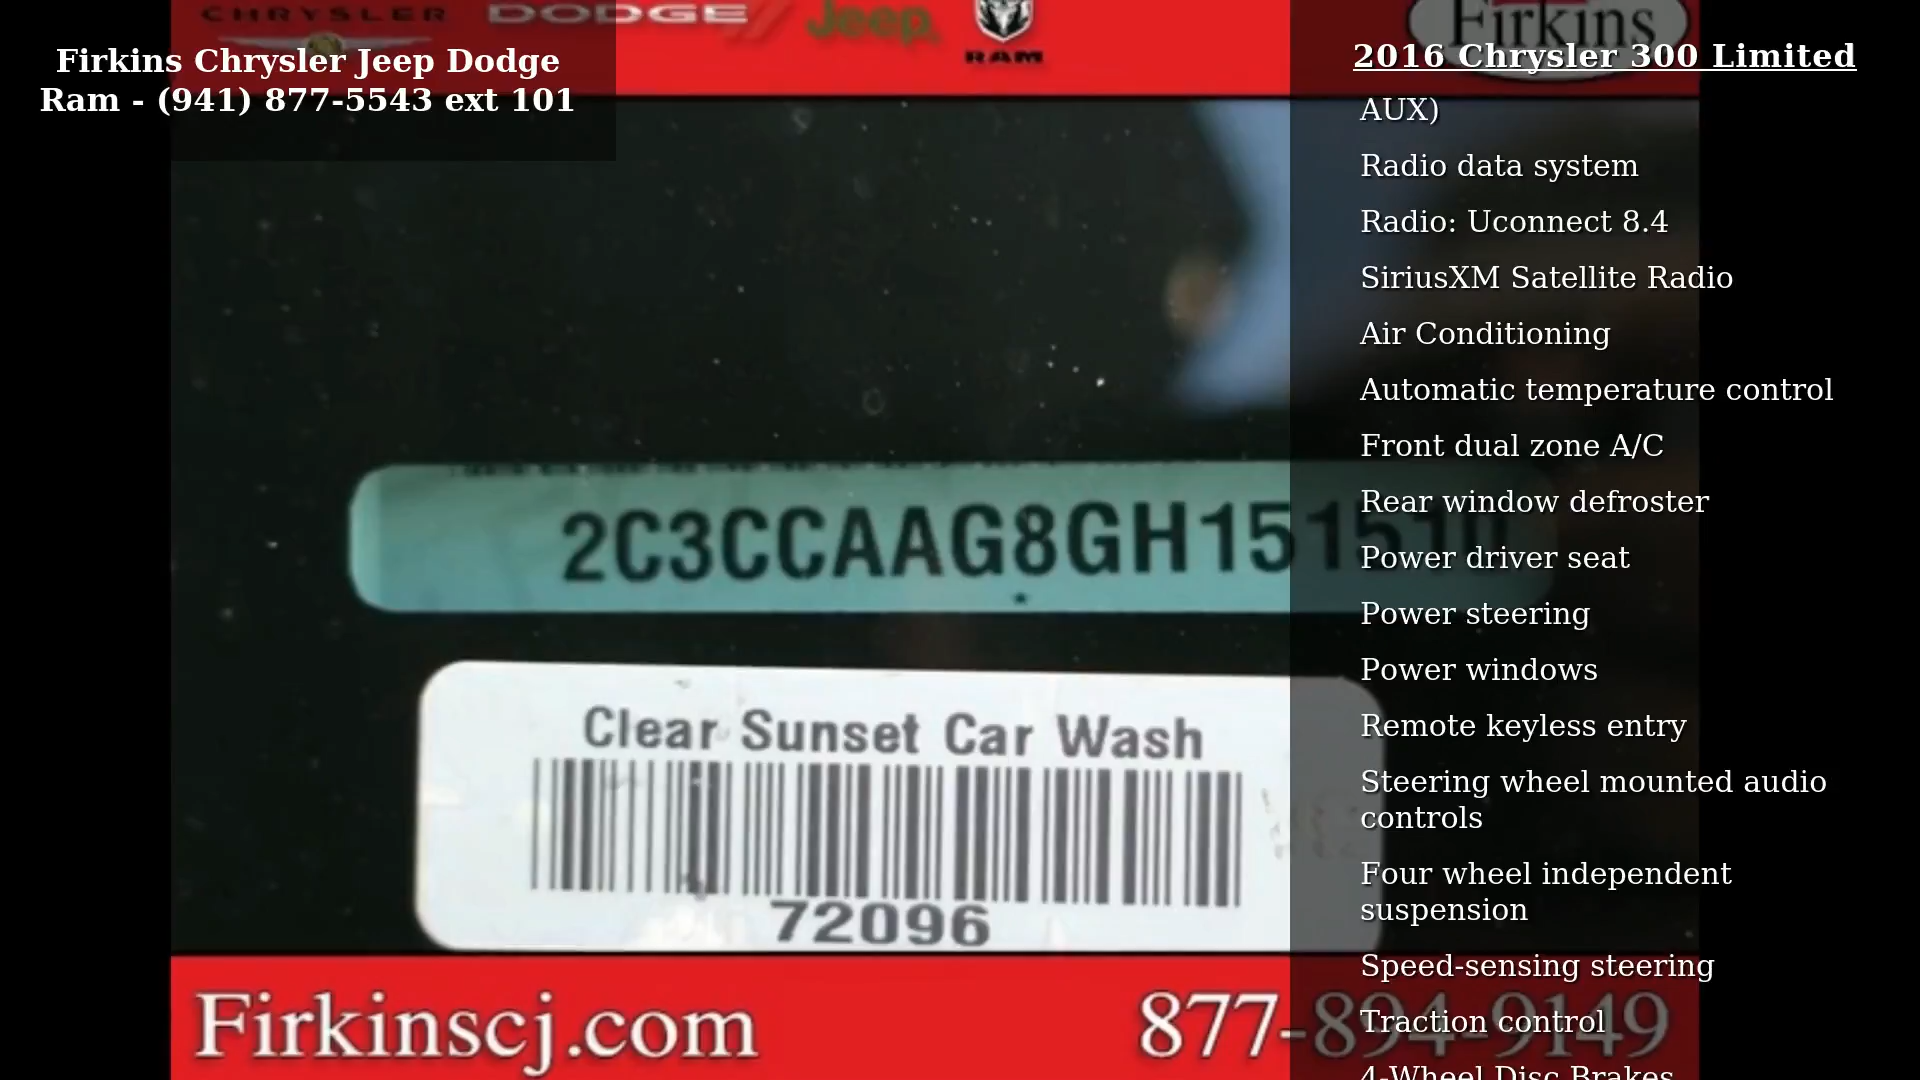 CHRYSLER DODGE Jeep RAM Firkins
Firkins Chrysler Jeep Dodge
Ram - (941) 877-5543 ext 101
2016 Chrysler 300 Limited
AUX)
Radio data system
Radio: Uconnect 8.4
SiriusXM Satellite Radio
Air Conditioning
Automatic temperature control
Front dual zone A/C
Rear window defroster
Power driver seat
Power steering
Power windows
Remote keyless entry
Steering wheel mounted audio
controls
Four wheel independent
suspension
Speed-sensing steering
Traction control
4-Wheel Disc Brakes
2C3CCAAG8GH151510
Clear Sunset Car Wash
72096
Firkinscj.com
877-894-9149